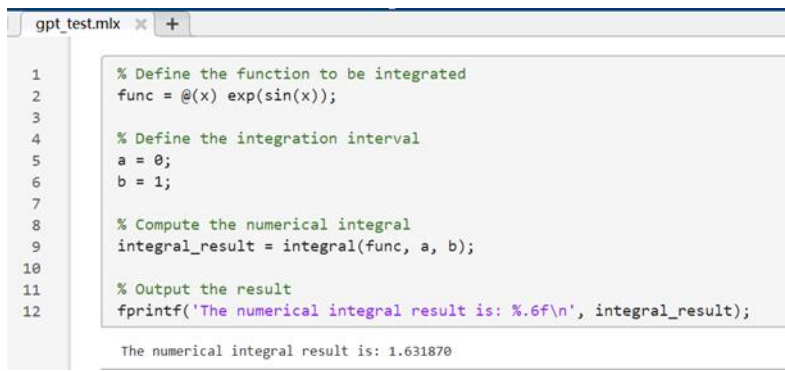 gpt_test.mlx × +
1 % Define the function to be integrated
2 func = @(x) exp(sin(x));
3
4 % Define the integration interval
5 a = 0;
6 b = 1;
7
8 % Compute the numerical integral
9 integral_result = integral(func, a, b);
10
11 % Output the result
12 fprintf('The numerical integral result is: %.6f\n', integral_result);
The numerical integral result is: 1.631870